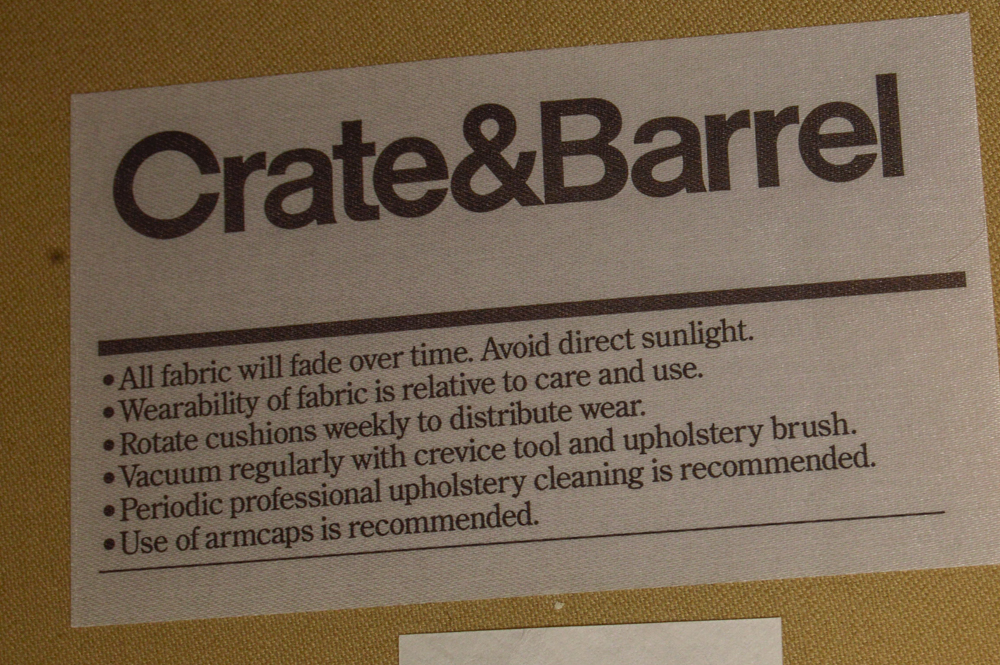 Crate&Barrel
•All fabric will fade over time. Avoid direct sunlight.
•Wearability of fabric is relative to care and use.
•Rotate cushions weekly to distribute wear.
•Vacuum regularly with crevice tool and upholstery brush.
•Periodic professional upholstery cleaning is recommended.
•Use of armcaps is recommended.